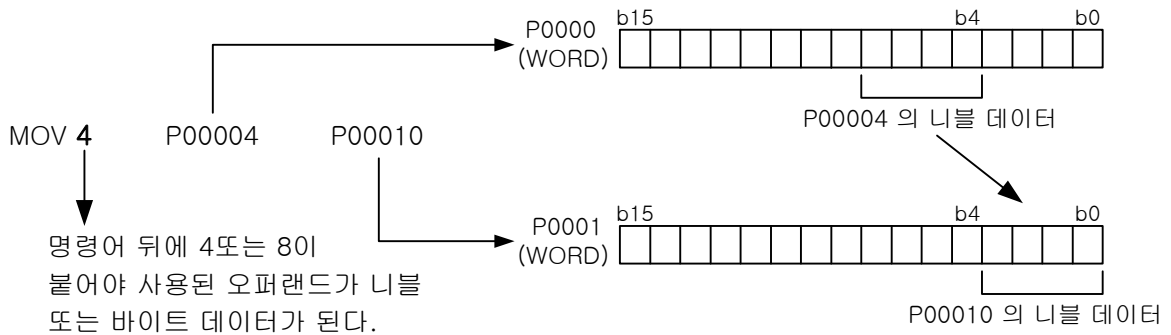 P0000
(WORD)
b15
b4
b0
P00004 의 니블 데이터
MOV 4
P00004
P00010
명령어 뒤에 4또는 8이
붙어야 사용된 오퍼랜드가 니블
또는 바이트 데이터가 된다.
P0001
(WORD)
b15
b4
b0
P00010 의 니블 데이터